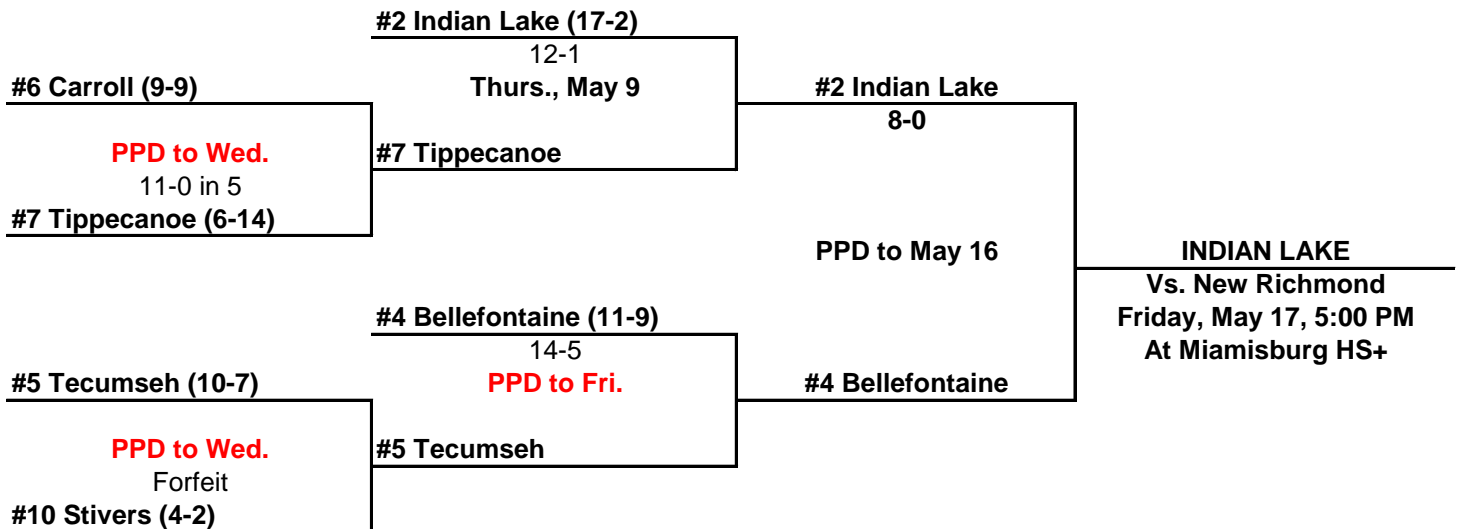 #2 Indian Lake (17-2)
12-1
#6 Carroll (9-9)
Thurs., May 9
#2 Indian Lake
8-0
PPD to Wed.
#7 Tippecanoe
11-0 in 5
#7 Tippecanoe (6-14)
PPD to May 16
INDIAN LAKE
Vs. New Richmond
Friday, May 17, 5:00 PM
At Miamisburg HS+
#4 Bellefontaine (11-9)
14-5
#5 Tecumseh (10-7)
PPD to Fri.
#4 Bellefontaine
PPD to Wed.
#5 Tecumseh
Forfeit
#10 Stivers (4-2)